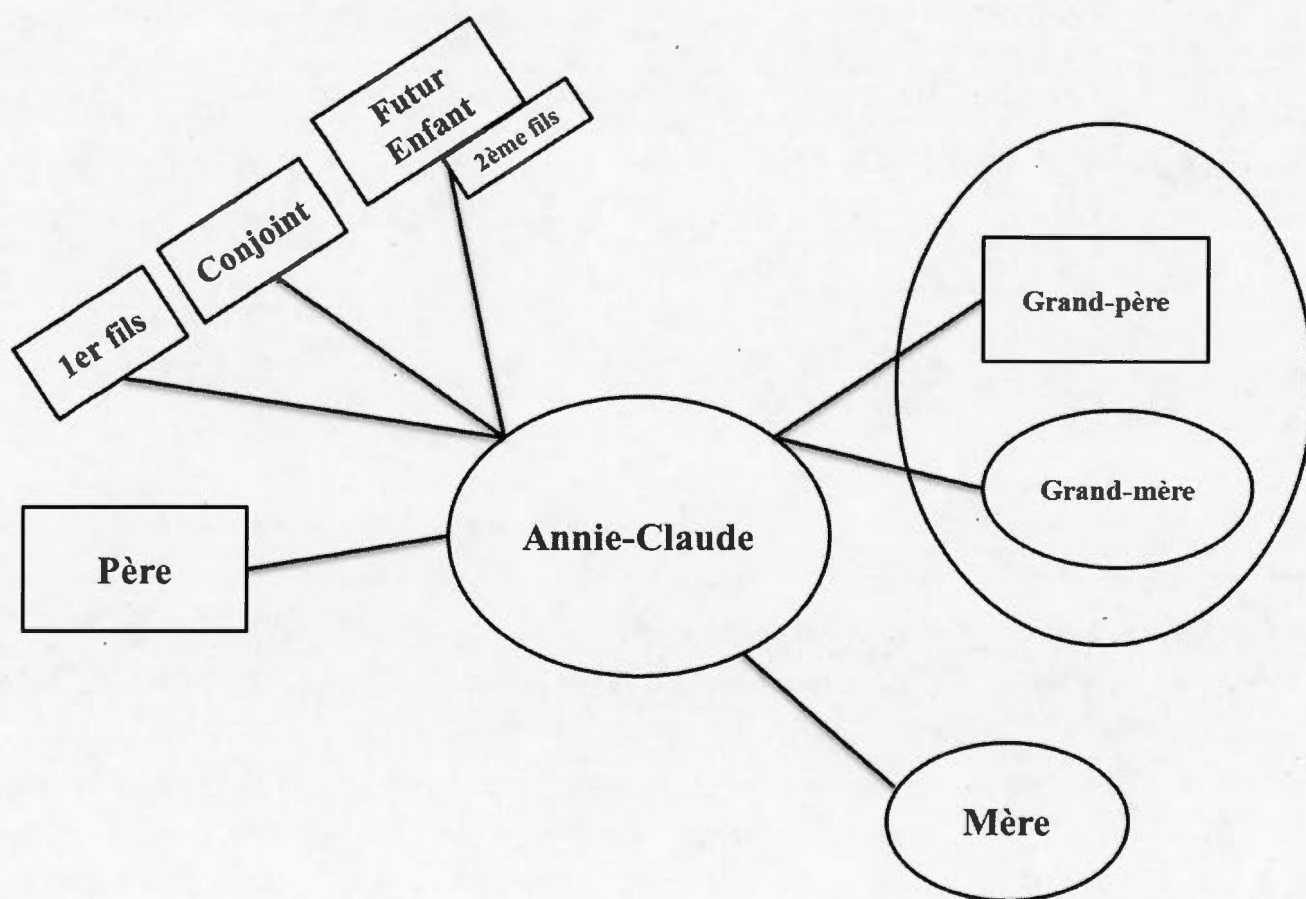 Futur
Enfant
2ème fils
Conjoint
1er fils
Grand-père
Grand-mère
Annie-Claude
Père
Mère